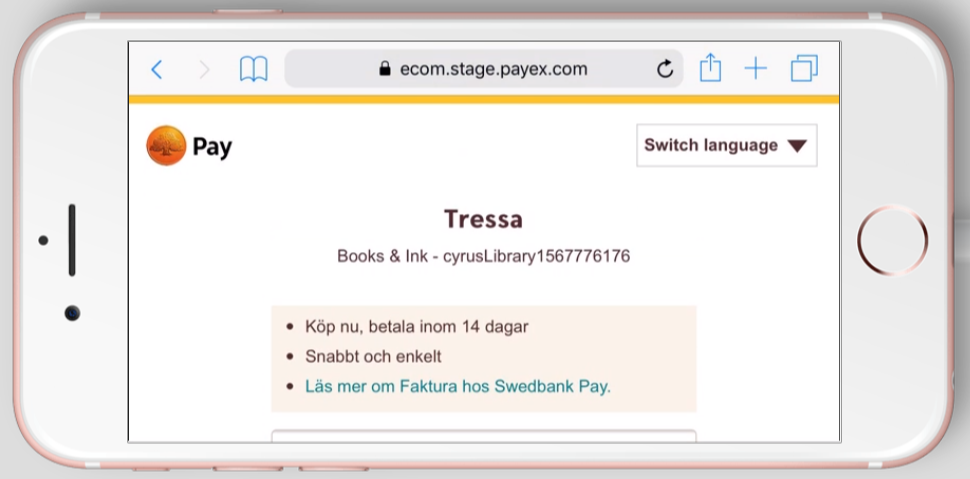 ecom.stage.payex.com
Pay
Switch language
Tressa
Books & Ink - cyrusLibrary1567776176
Köp nu, betala inom 14 dagar
Snabbt och enkelt
Läs mer om Faktura hos Swedbank Pay.